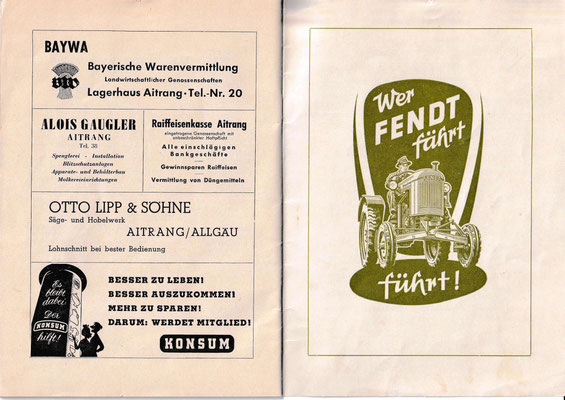 BAYWA
Bayerische Warenvermittlung
Landwirtschaftlicher Genossenschaften
Lagerhaus Aitrang · Tel.-Nr. 20
ALOIS GAUGLER
AITRANG
Tel. 38
Spenglerei - Installation
Blitzschutzanlagen
Apparate- und Behälterbau
Molkereieinrichtungen
Raiffeisenkasse Aitrang
eingetragene Genossenschaft mit
unbeschränkter Haftpflicht
Alle einschlägigen
Bankgeschäfte
Gewinnsparen Raiffeisen
Vermittlung von Düngemitteln
OTTO LIPP & SÖHNE
Säge- und Hobelwerk
AITRANG/ALLGÄU
Lohnschnitt bei bester Bedienung
Es
bleibt
dabei
Der
KONSUM
hilft!
BESSER ZU LEBEN!
BESSER AUSZUKOMMEN!
MEHR ZU SPAREN!
DARUM: WERDET MITGLIED!
KONSUM
Wer
FENDT
fährt
führt!